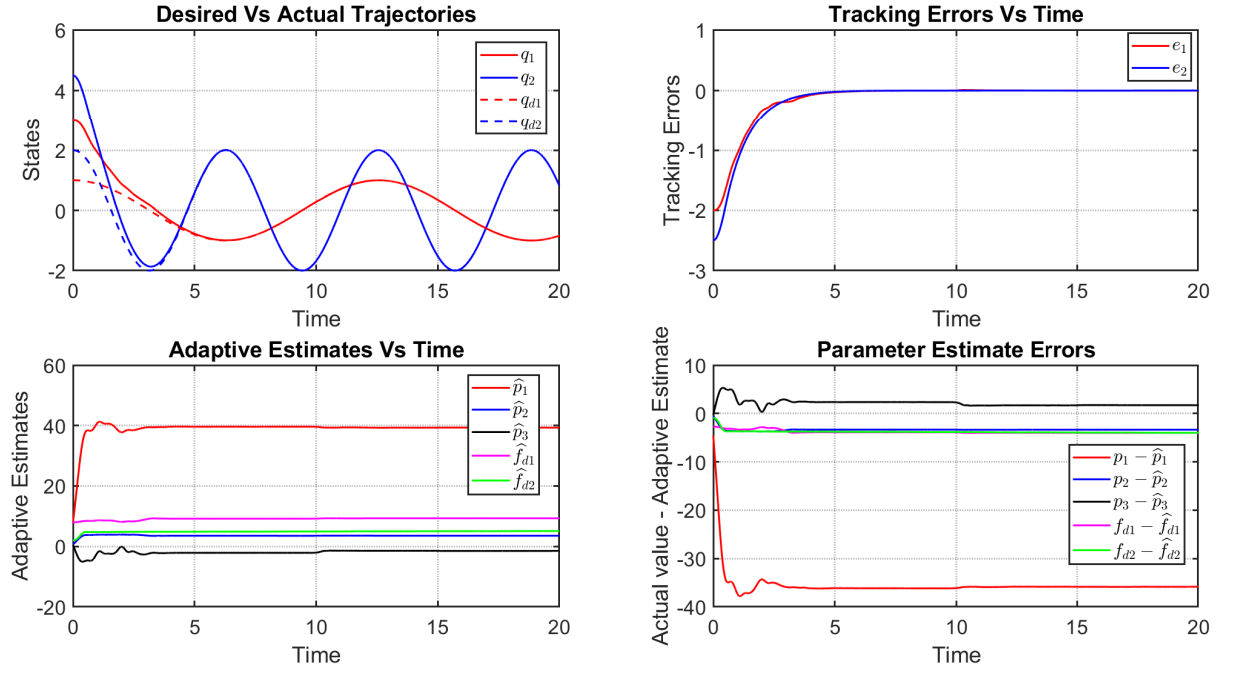 Desired Vs Actual Trajectories
States
6
4
2
0
-2
q1
q2
qd1
qd2
0 5 10 15 20
Time
Tracking Errors Vs Time
Tracking Errors
1
0
-1
-2
-3
e1
e2
0 5 10 15 20
Time
Adaptive Estimates Vs Time
Adaptive Estimates
60
40
20
0
-20
p̂1
p̂2
p̂3
f̂d1
f̂d2
0 5 10 15 20
Time
Parameter Estimate Errors
Actual value - Adaptive Estimate
10
0
-10
-20
-30
-40
p1 − p̂1
p2 − p̂2
p3 − p̂3
fd1 − f̂d1
fd2 − f̂d2
0 5 10 15 20
Time